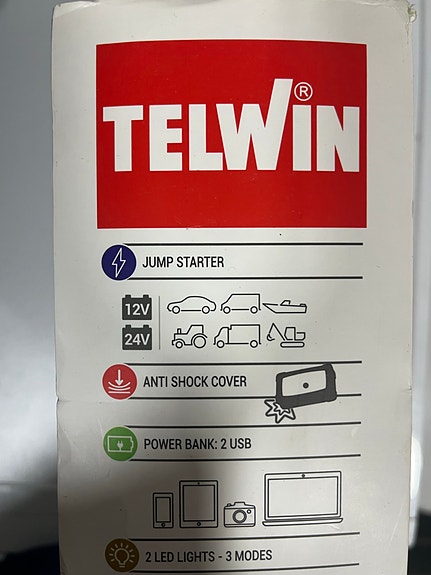 TELWIN®
JUMP STARTER
12V
24V
ANTI SHOCK COVER
POWER BANK: 2 USB
2 LED LIGHTS - 3 MODES